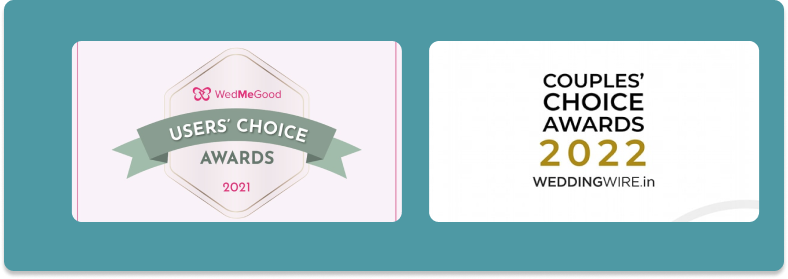 WedMeGood
USERS' CHOICE
AWARDS
2021
COUPLES'
CHOICE
AWARDS
2022
WEDDINGWIRE.in